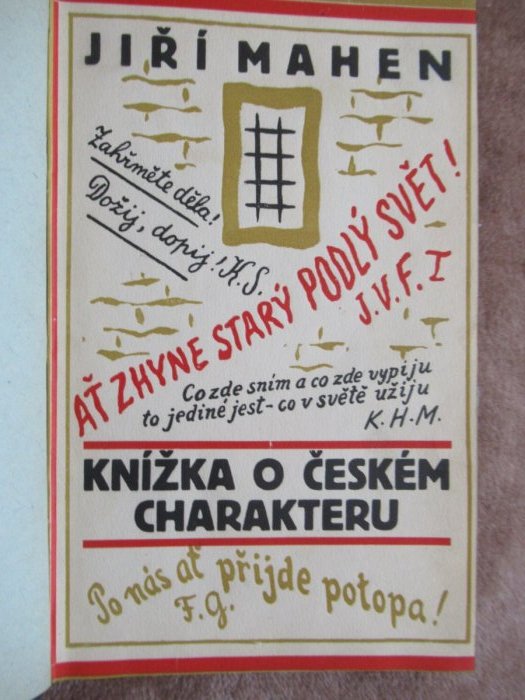 JIŘÍ MAHEN
Zahřměte děla!
Dožij, dopij! K.S.
AŤ ZHYNE STARÝ PODLÝ SVĚT!
J.V.F. I
Co zde sním a co zde vypiju
to jediné jest - co v světě užiju
K.H.M.
KNÍŽKA O ČESKÉM
CHARAKTERU
Po nás ať přijde potopa!
F.G.